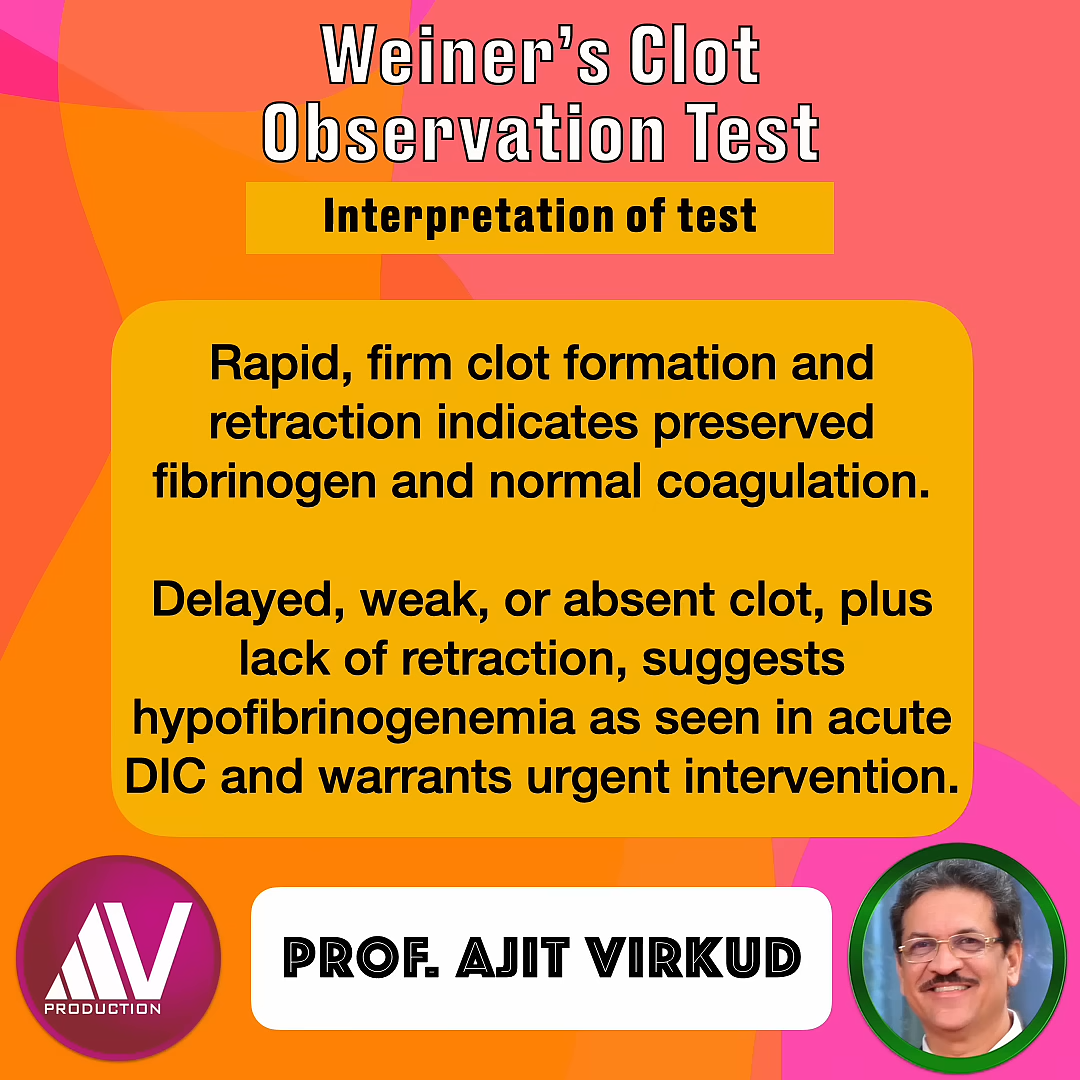 Weiner’s Clot
Observation Test
Interpretation of test
Rapid, firm clot formation and
retraction indicates preserved
fibrinogen and normal coagulation.
Delayed, weak, or absent clot, plus
lack of retraction, suggests
hypofibrinogenemia as seen in acute
DIC and warrants urgent intervention.
AV
PRODUCTION
PROF. AJIT VIRKUD